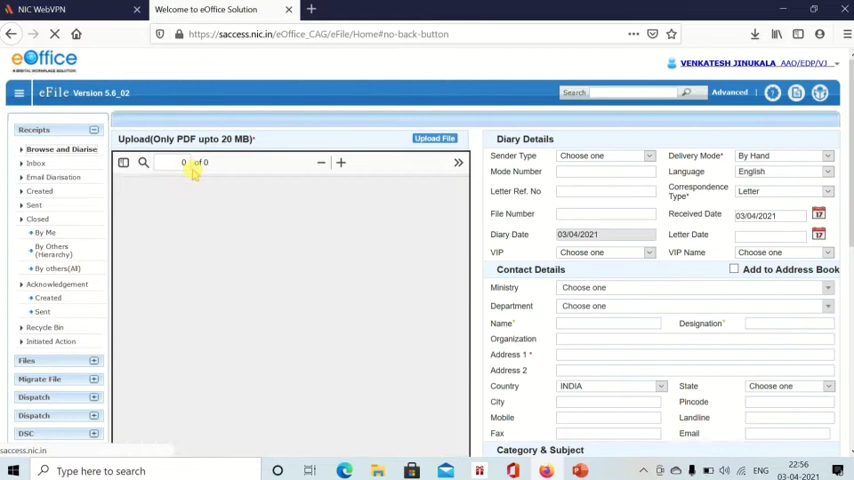 NIC WebVPN
Welcome to eOffice Solution
https://saccess.nic.in/eOffice_CAG/eFile/Home#no-back-button
eOffice
A DIGITAL WORKPLACE SOLUTION
VENKATESH JINUKALA AAO/EDP/VJ
eFile Version 5.6_02
Search
Advanced
Receipts
Browse and Diarise
Inbox
Email Diarisation
Created
Sent
Closed
By Me
By Others
(Hierarchy)
By others(All)
Acknowledgement
Created
Sent
Recycle Bin
Initiated Action
Files
Migrate File
Dispatch
Dispatch
DSC
saccess.nic.in
Upload(Only PDF upto 20 MB)*
Upload File
0 of 0
Diary Details
Sender Type Choose one Delivery Mode* By Hand
Mode Number Language English
Letter Ref. No Correspondence
Type* Letter
File Number Received Date 03/04/2021
Diary Date 03/04/2021 Letter Date
VIP Choose one VIP Name Choose one
Contact Details Add to Address Book
Ministry Choose one
Department Choose one
Name* Designation*
Organization
Address 1 *
Address 2
Country INDIA State Choose one
City Pincode
Mobile Landline
Fax Email
Category & Subject
Type here to search
ENG
22:56
03-04-2021